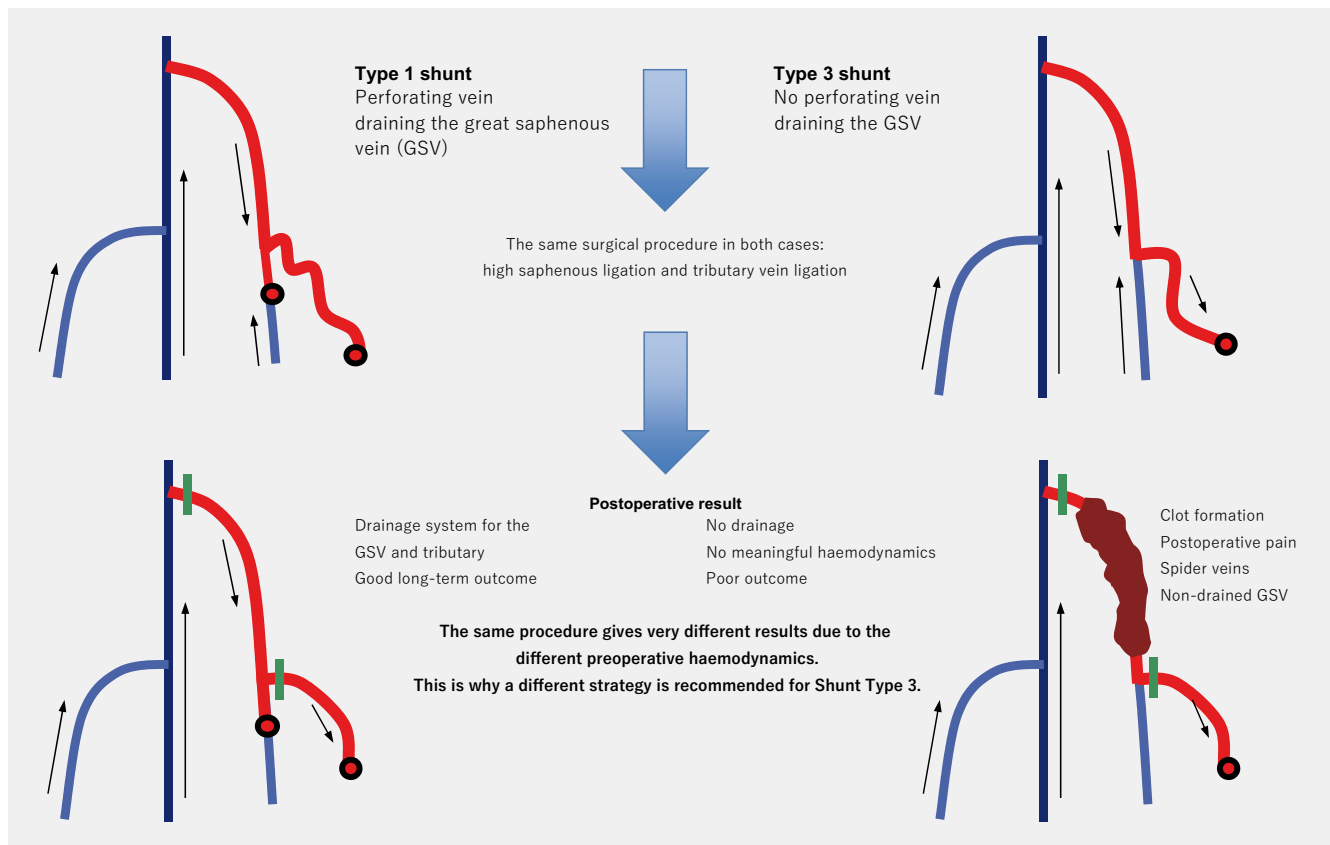 Type 1 shunt
Perforating vein
draining the great saphenous
vein (GSV)
Type 3 shunt
No perforating vein
draining the GSV
The same surgical procedure in both cases:
high saphenous ligation and tributary vein ligation
Postoperative result
Drainage system for the
GSV and tributary
Good long-term outcome
No drainage
No meaningful haemodynamics
Poor outcome
Clot formation
Postoperative pain
Spider veins
Non-drained GSV
The same procedure gives very different results due to the
different preoperative haemodynamics.
This is why a different strategy is recommended for Shunt Type 3.